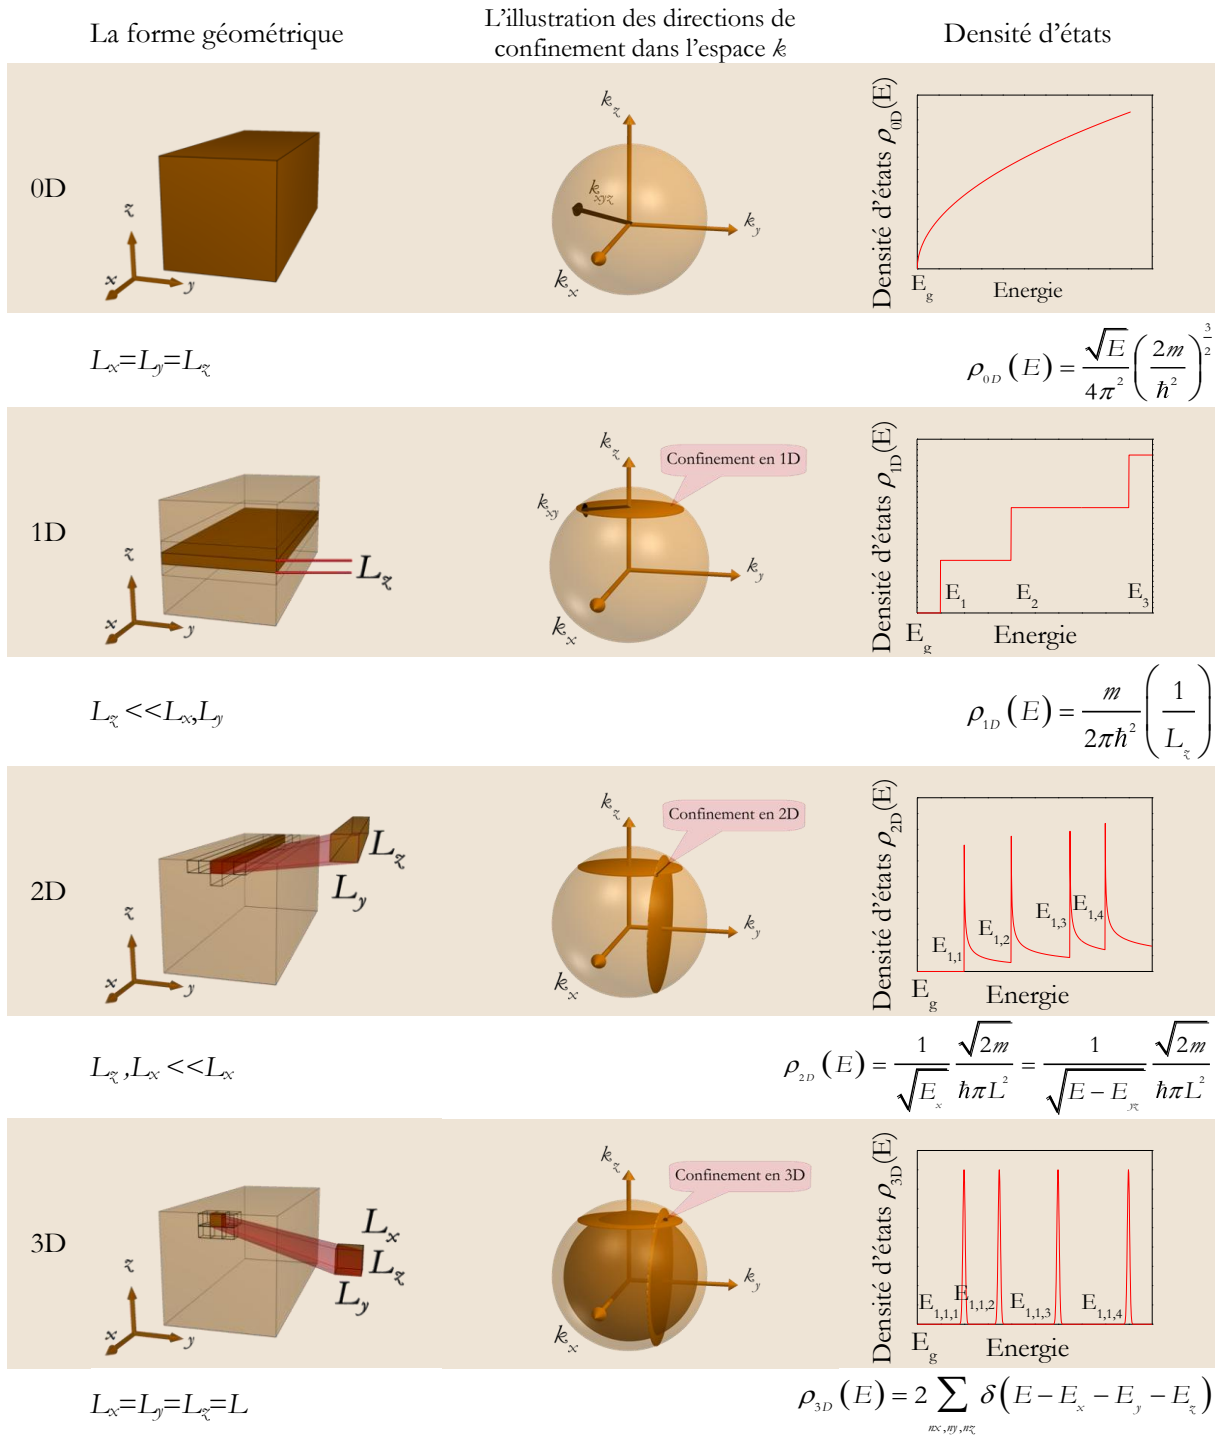 La forme géométrique
L'illustration des directions de
confinement dans l'espace k
Densité d'états
0D
z
x
y
k_z
k_xyz
k_y
k_x
Densité d'états ρ_0D(E)
E_g
Energie
L_x=L_y=L_z
ρ_0D (E) = √E / 4π² (2m / ħ²)^(3/2)
1D
z
x
y
L_z
k_z
Confinement en 1D
k_xy
k_y
k_x
Densité d'états ρ_1D(E)
E_1
E_2
E_3
E_g
Energie
L_z <<L_x,L_y
ρ_1D (E) = m / 2πħ² (1 / L_z)
2D
z
x
y
L_z
L_y
k_z
Confinement en 2D
k_y
k_x
Densité d'états ρ_2D(E)
E_1,1
E_1,2
E_1,3
E_1,4
E_g
Energie
L_z ,L_x <<L_x
ρ_2D (E) = 1 / √E_x √2m / ħπL² = 1 / √(E − E_yz) √2m / ħπL²
3D
z
x
y
L_x
L_z
L_y
k_z
Confinement en 3D
k_y
k_x
Densité d'états ρ_3D(E)
E_1,1,1
E_1,1,2
E_1,1,3
E_1,1,4
E_g
Energie
L_x=L_y=L_z=L
ρ_3D (E) = 2 ∑_nx,ny,nz δ(E − E_x − E_y − E_z)